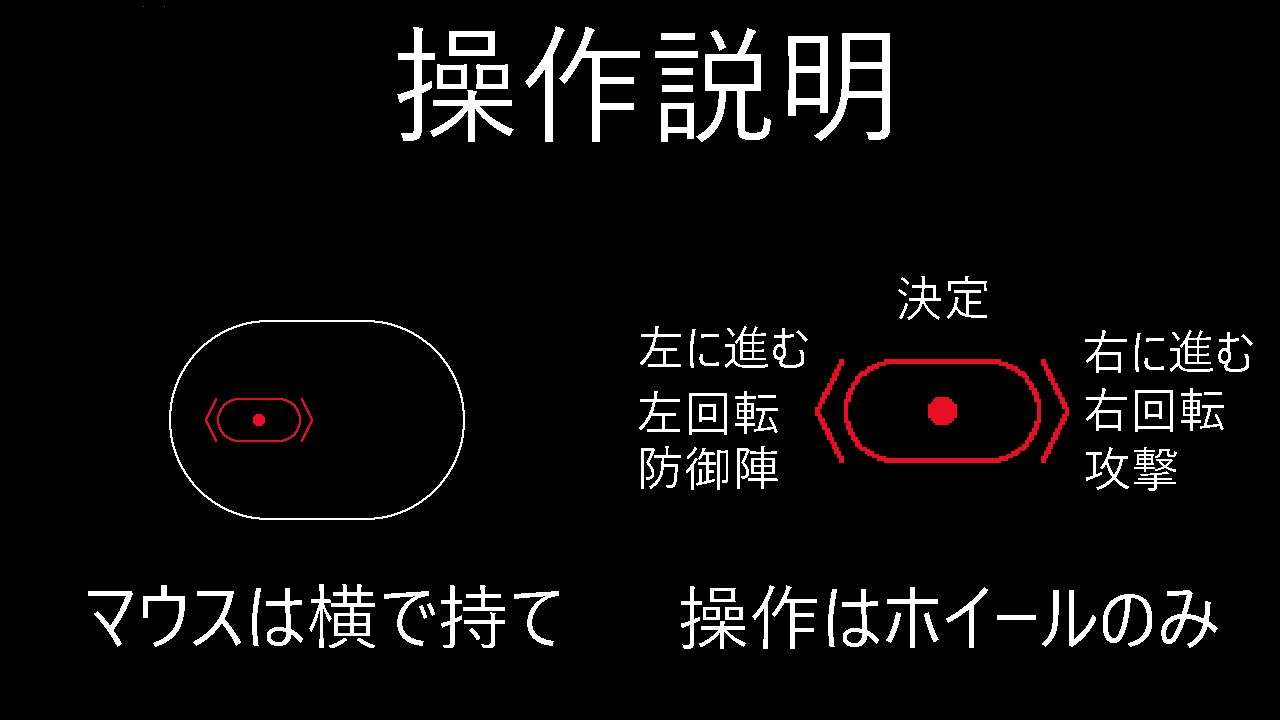 操作説明
決定
左に進む
左回転
防御陣
右に進む
右回転
攻撃
マウスは横で持て
操作はホイールのみ